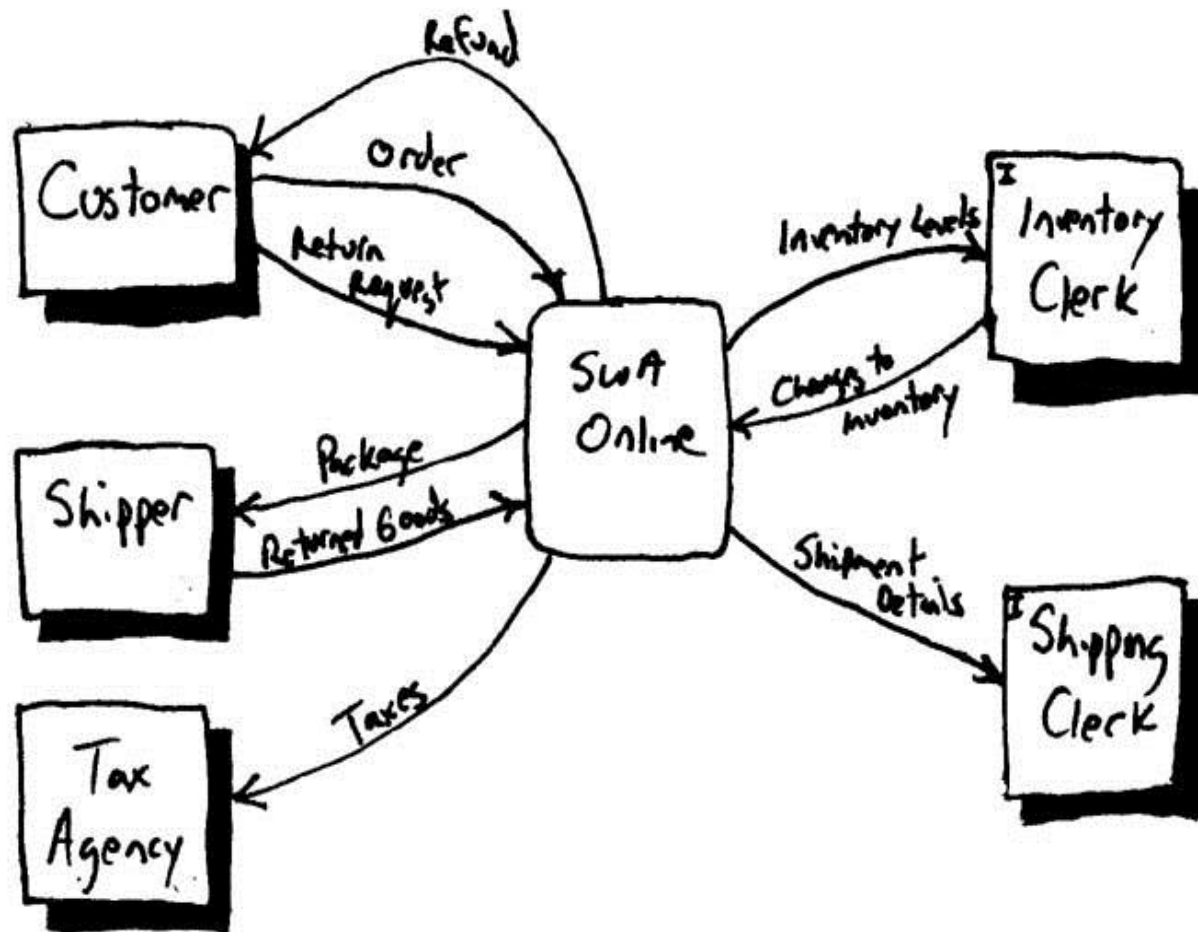 Refund
Customer
Order
Return
Request
I
Inventory
Clerk
Inventory Levels
Changes to
Inventory
SWA
Online
Shipper
Package
Returned Goods
Shipment
Details
I
Shipping
Clerk
Taxes
Tax
Agency